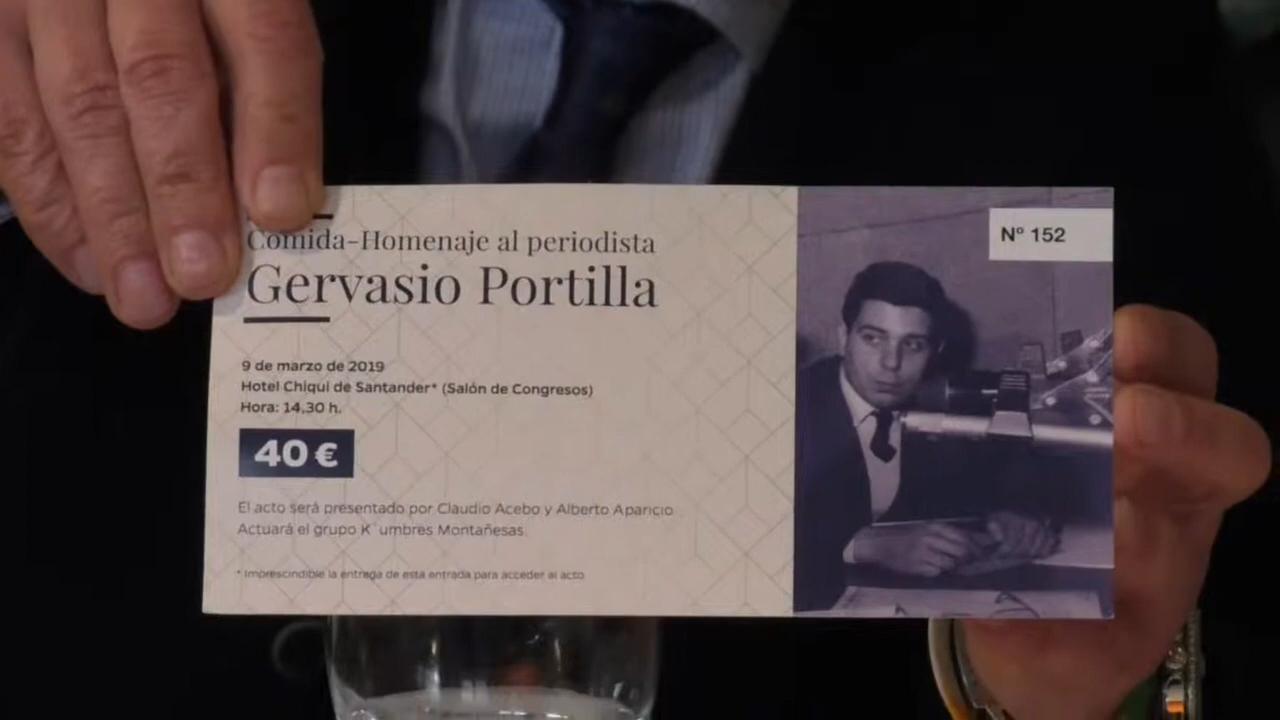 Comida-Homenaje al periodista
Gervasio Portilla
Nº 152
9 de marzo de 2019
Hotel Chiqui de Santander* (Salón de Congresos)
Hora: 14,30 h.
40 €
El acto será presentado por Claudio Acebo y Alberto Aparicio
Actuará el grupo K´umbres Montañesas
* Imprescindible la entrega de esta entrada para acceder al acto